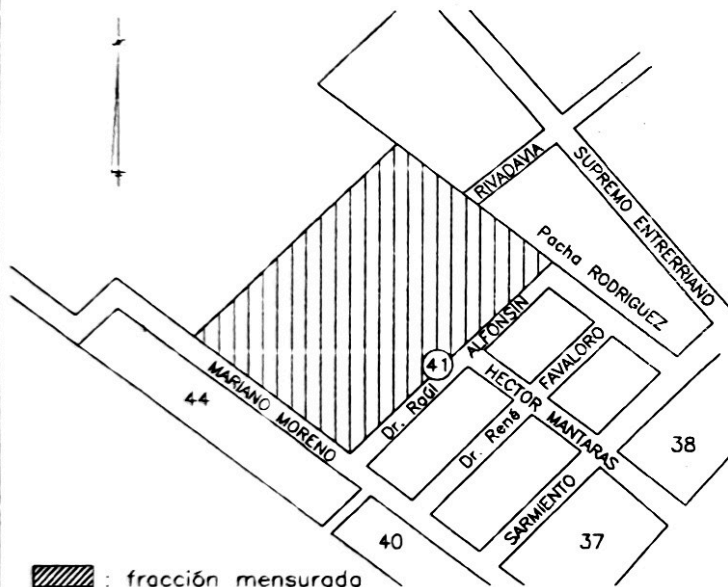 RIVADAVIA
SUPREMO ENTRERRIANO
Pacha RODRIGUEZ
Dr. Raúl ALFONSIN
41
FAVALORO
MARIANO MORENO
44
HECTOR MANTARAS
Dr. René
38
SARMIENTO
40
37
: fracción mensurada